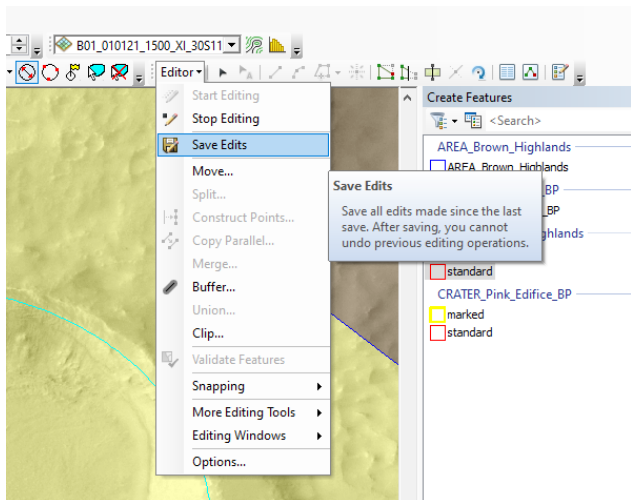 B01_010121_1500_XI_30S11
Editor
Start Editing
Stop Editing
Save Edits
Move...
Split...
Construct Points...
Copy Parallel...
Merge...
Buffer...
Union...
Clip...
Validate Features
Snapping
More Editing Tools
Editing Windows
Options...
Save Edits
Save all edits made since the last
save. After saving, you cannot
undo previous editing operations.
Create Features
<Search>
AREA_Brown_Highlands
AREA_Brown_Highlands
_BP
_BP
ghlands
standard
CRATER_Pink_Edifice_BP
marked
standard